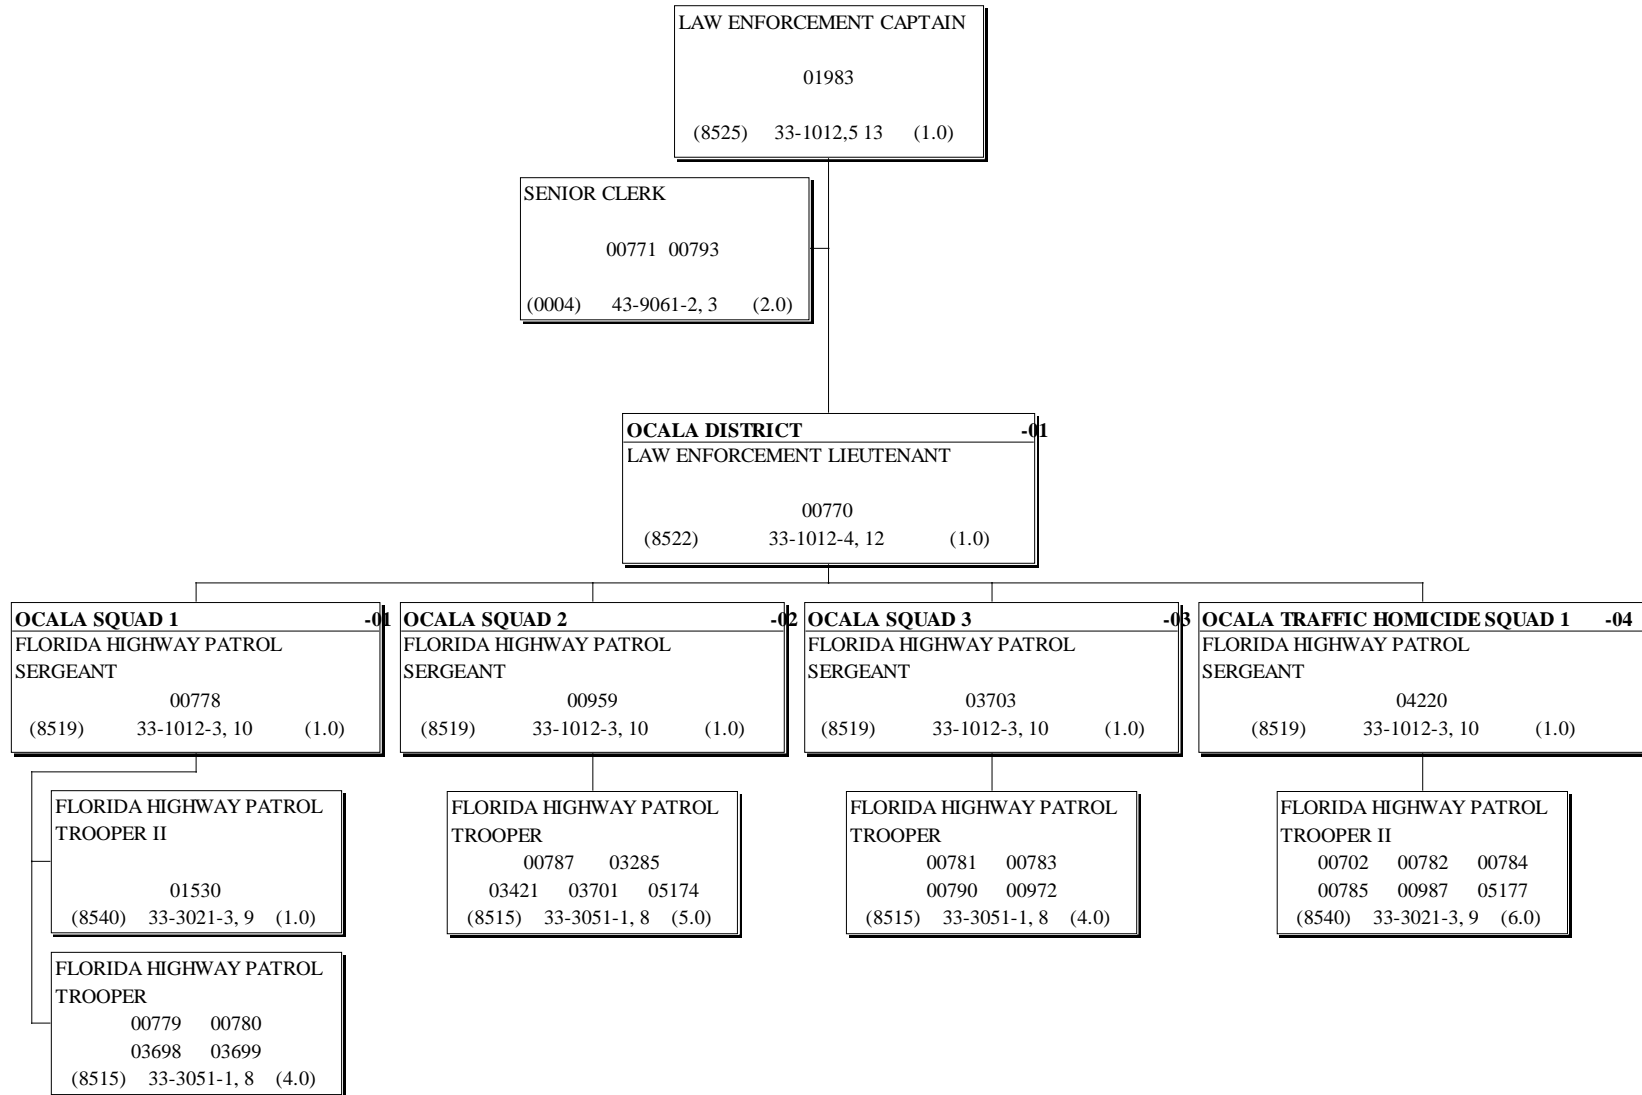 LAW ENFORCEMENT CAPTAIN
01983
(8525) 33-1012,5 13 (1.0)
SENIOR CLERK
00771 00793
(0004) 43-9061-2, 3 (2.0)
OCALA DISTRICT -01
LAW ENFORCEMENT LIEUTENANT
00770
(8522) 33-1012-4, 12 (1.0)
OCALA SQUAD 1 -01
FLORIDA HIGHWAY PATROL
SERGEANT
00778
(8519) 33-1012-3, 10 (1.0)
FLORIDA HIGHWAY PATROL
TROOPER II
01530
(8540) 33-3021-3, 9 (1.0)
FLORIDA HIGHWAY PATROL
TROOPER
00779 00780
03698 03699
(8515) 33-3051-1, 8 (4.0)
OCALA SQUAD 2 -02
FLORIDA HIGHWAY PATROL
SERGEANT
00959
(8519) 33-1012-3, 10 (1.0)
FLORIDA HIGHWAY PATROL
TROOPER
00787 03285
03421 03701 05174
(8515) 33-3051-1, 8 (5.0)
OCALA SQUAD 3 -03
FLORIDA HIGHWAY PATROL
SERGEANT
03703
(8519) 33-1012-3, 10 (1.0)
FLORIDA HIGHWAY PATROL
TROOPER
00781 00783
00790 00972
(8515) 33-3051-1, 8 (4.0)
OCALA TRAFFIC HOMICIDE SQUAD 1 -04
FLORIDA HIGHWAY PATROL
SERGEANT
04220
(8519) 33-1012-3, 10 (1.0)
FLORIDA HIGHWAY PATROL
TROOPER II
00702 00782 00784
00785 00987 05177
(8540) 33-3021-3, 9 (6.0)